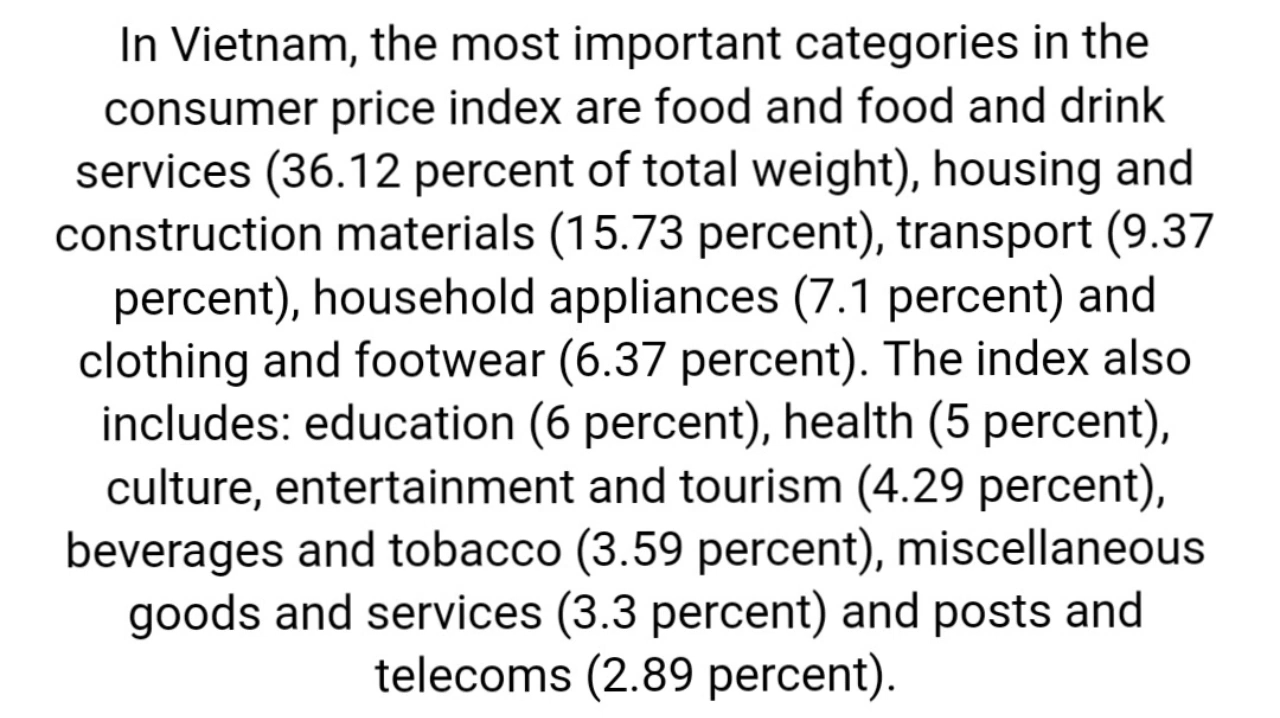 In Vietnam, the most important categories in the
consumer price index are food and food and drink
services (36.12 percent of total weight), housing and
construction materials (15.73 percent), transport (9.37
percent), household appliances (7.1 percent) and
clothing and footwear (6.37 percent). The index also
includes: education (6 percent), health (5 percent),
culture, entertainment and tourism (4.29 percent),
beverages and tobacco (3.59 percent), miscellaneous
goods and services (3.3 percent) and posts and
telecoms (2.89 percent).